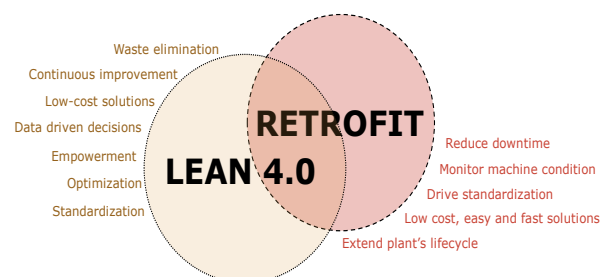 Waste elimination
Continuous improvement
Low-cost solutions
Data driven decisions
Empowerment
Optimization
Standardization
RETROFIT
LEAN 4.0
Reduce downtime
Monitor machine condition
Drive standardization
Low cost, easy and fast solutions
Extend plant’s lifecycle